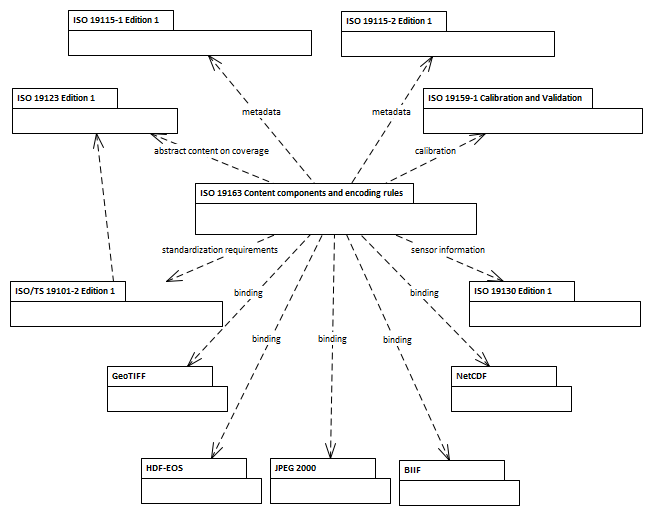 ISO 19115-1 Edition 1
ISO 19115-2 Edition 1
ISO 19123 Edition 1
ISO 19159-1 Calibration and Validation
metadata
metadata
abstract content on coverage
calibration
ISO 19163 Content components and encoding rules
standardization requirements
sensor information
ISO/TS 19101-2 Edition 1
binding
binding
ISO 19130 Edition 1
binding
binding
binding
GeoTIFF
NetCDF
HDF-EOS
JPEG 2000
BIIF